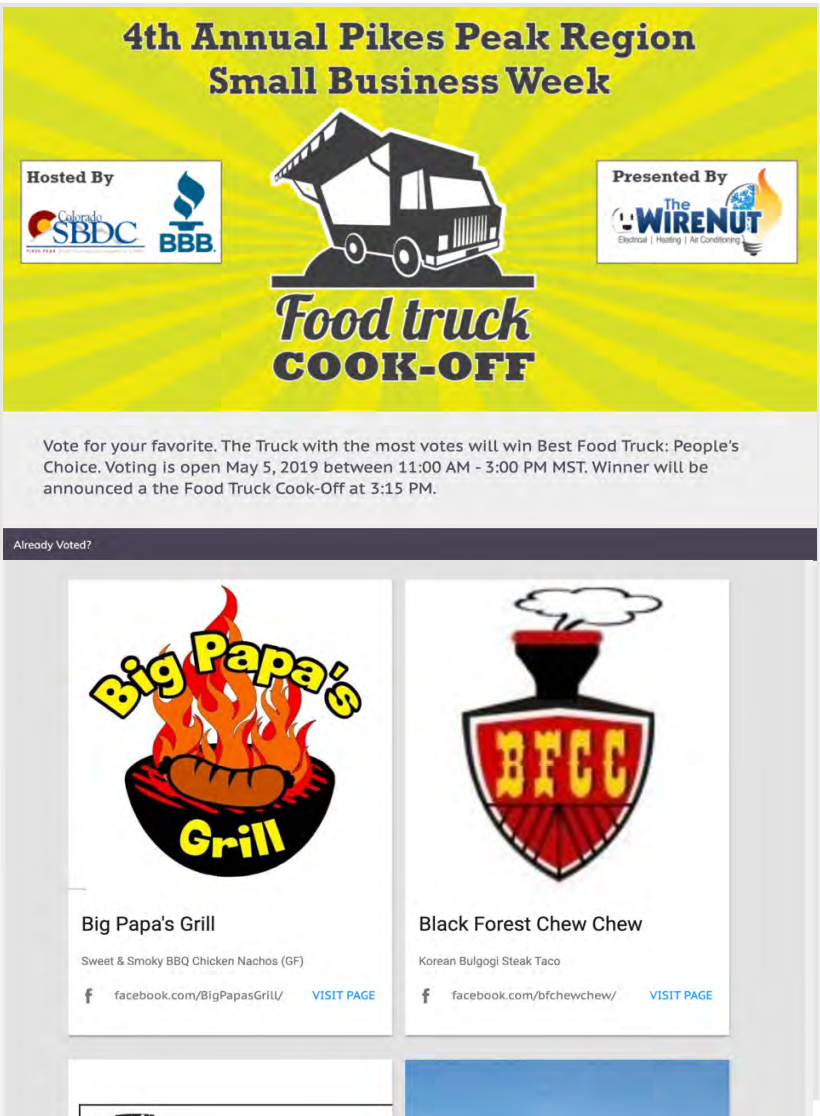 4th Annual Pikes Peak Region
Small Business Week
Hosted By
Colorado
SBDC
BBB.
Presented By
The
WIRENUT
Electrical | Heating | Air Conditioning
Food truck
COOK-OFF
Vote for your favorite. The Truck with the most votes will win Best Food Truck: People's
Choice. Voting is open May 5, 2019 between 11:00 AM - 3:00 PM MST. Winner will be
announced a the Food Truck Cook-Off at 3:15 PM.
Already Voted?
Big Papa's
Grill
BFCC
Big Papa's Grill
Sweet & Smoky BBQ Chicken Nachos (GF)
f facebook.com/BigPapasGrill/ VISIT PAGE
Black Forest Chew Chew
Korean Bulgogi Steak Taco
f facebook.com/bfchewchew/ VISIT PAGE